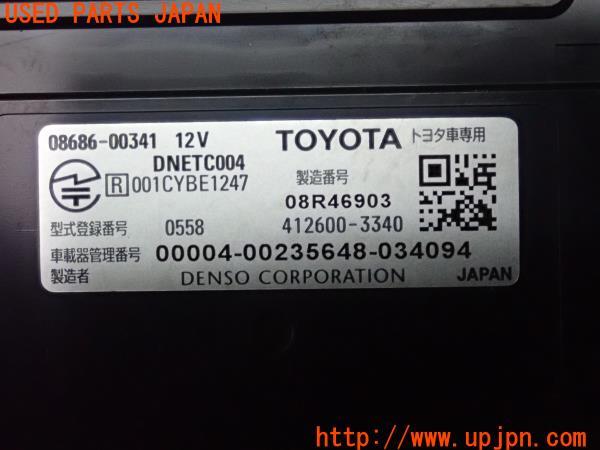 USED PARTS JAPAN
08686-00341 12V TOYOTA トヨタ車専用
DNETC004
R 001CYBE1247
製造番号
08R46903
型式登録番号 0558 412600-3340
車載器管理番号 00004-00235648-034094
製造者 DENSO CORPORATION JAPAN
http://www.upjpn.com/